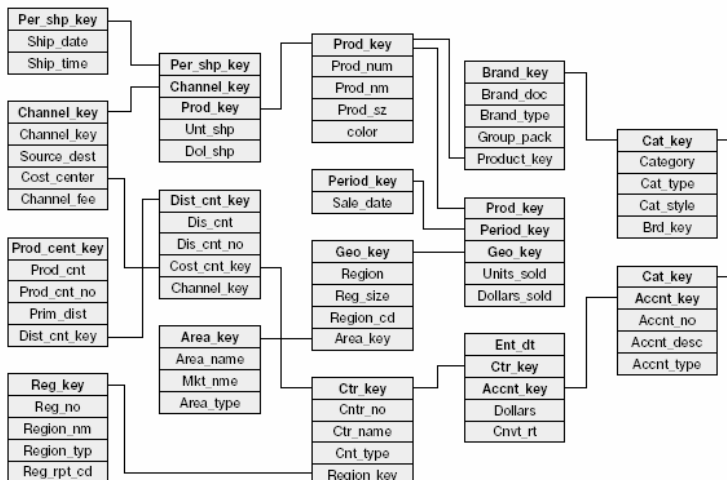 Per_shp_key
Ship_date
Ship_time
Channel_key
Channel_key
Source_dest
Cost_center
Channel_fee
Prod_cent_key
Prod_cnt
Prod_cnt_no
Prim_dist
Dist_cnt_key
Reg_key
Reg_no
Region_nm
Region_typ
Reg_rpt_cd
Per_shp_key
Channel_key
Prod_key
Unt_shp
Dol_shp
Dist_cnt_key
Dis_cnt
Dis_cnt_no
Cost_cnt_key
Channel_key
Area_key
Area_name
Mkt_nme
Area_type
Prod_key
Prod_num
Prod_nm
Prod_sz
color
Period_key
Sale_date
Geo_key
Region
Reg_size
Region_cd
Area_key
Ctr_key
Cntr_no
Ctr_name
Cnt_type
Region_key
Brand_key
Brand_doc
Brand_type
Group_pack
Product_key
Prod_key
Period_key
Geo_key
Units_sold
Dollars_sold
Ent_dt
Ctr_key
Accnt_key
Dollars
Cnvt_rt
Cat_key
Category
Cat_type
Cat_style
Brd_key
Cat_key
Accnt_key
Accnt_no
Accnt_desc
Accnt_type